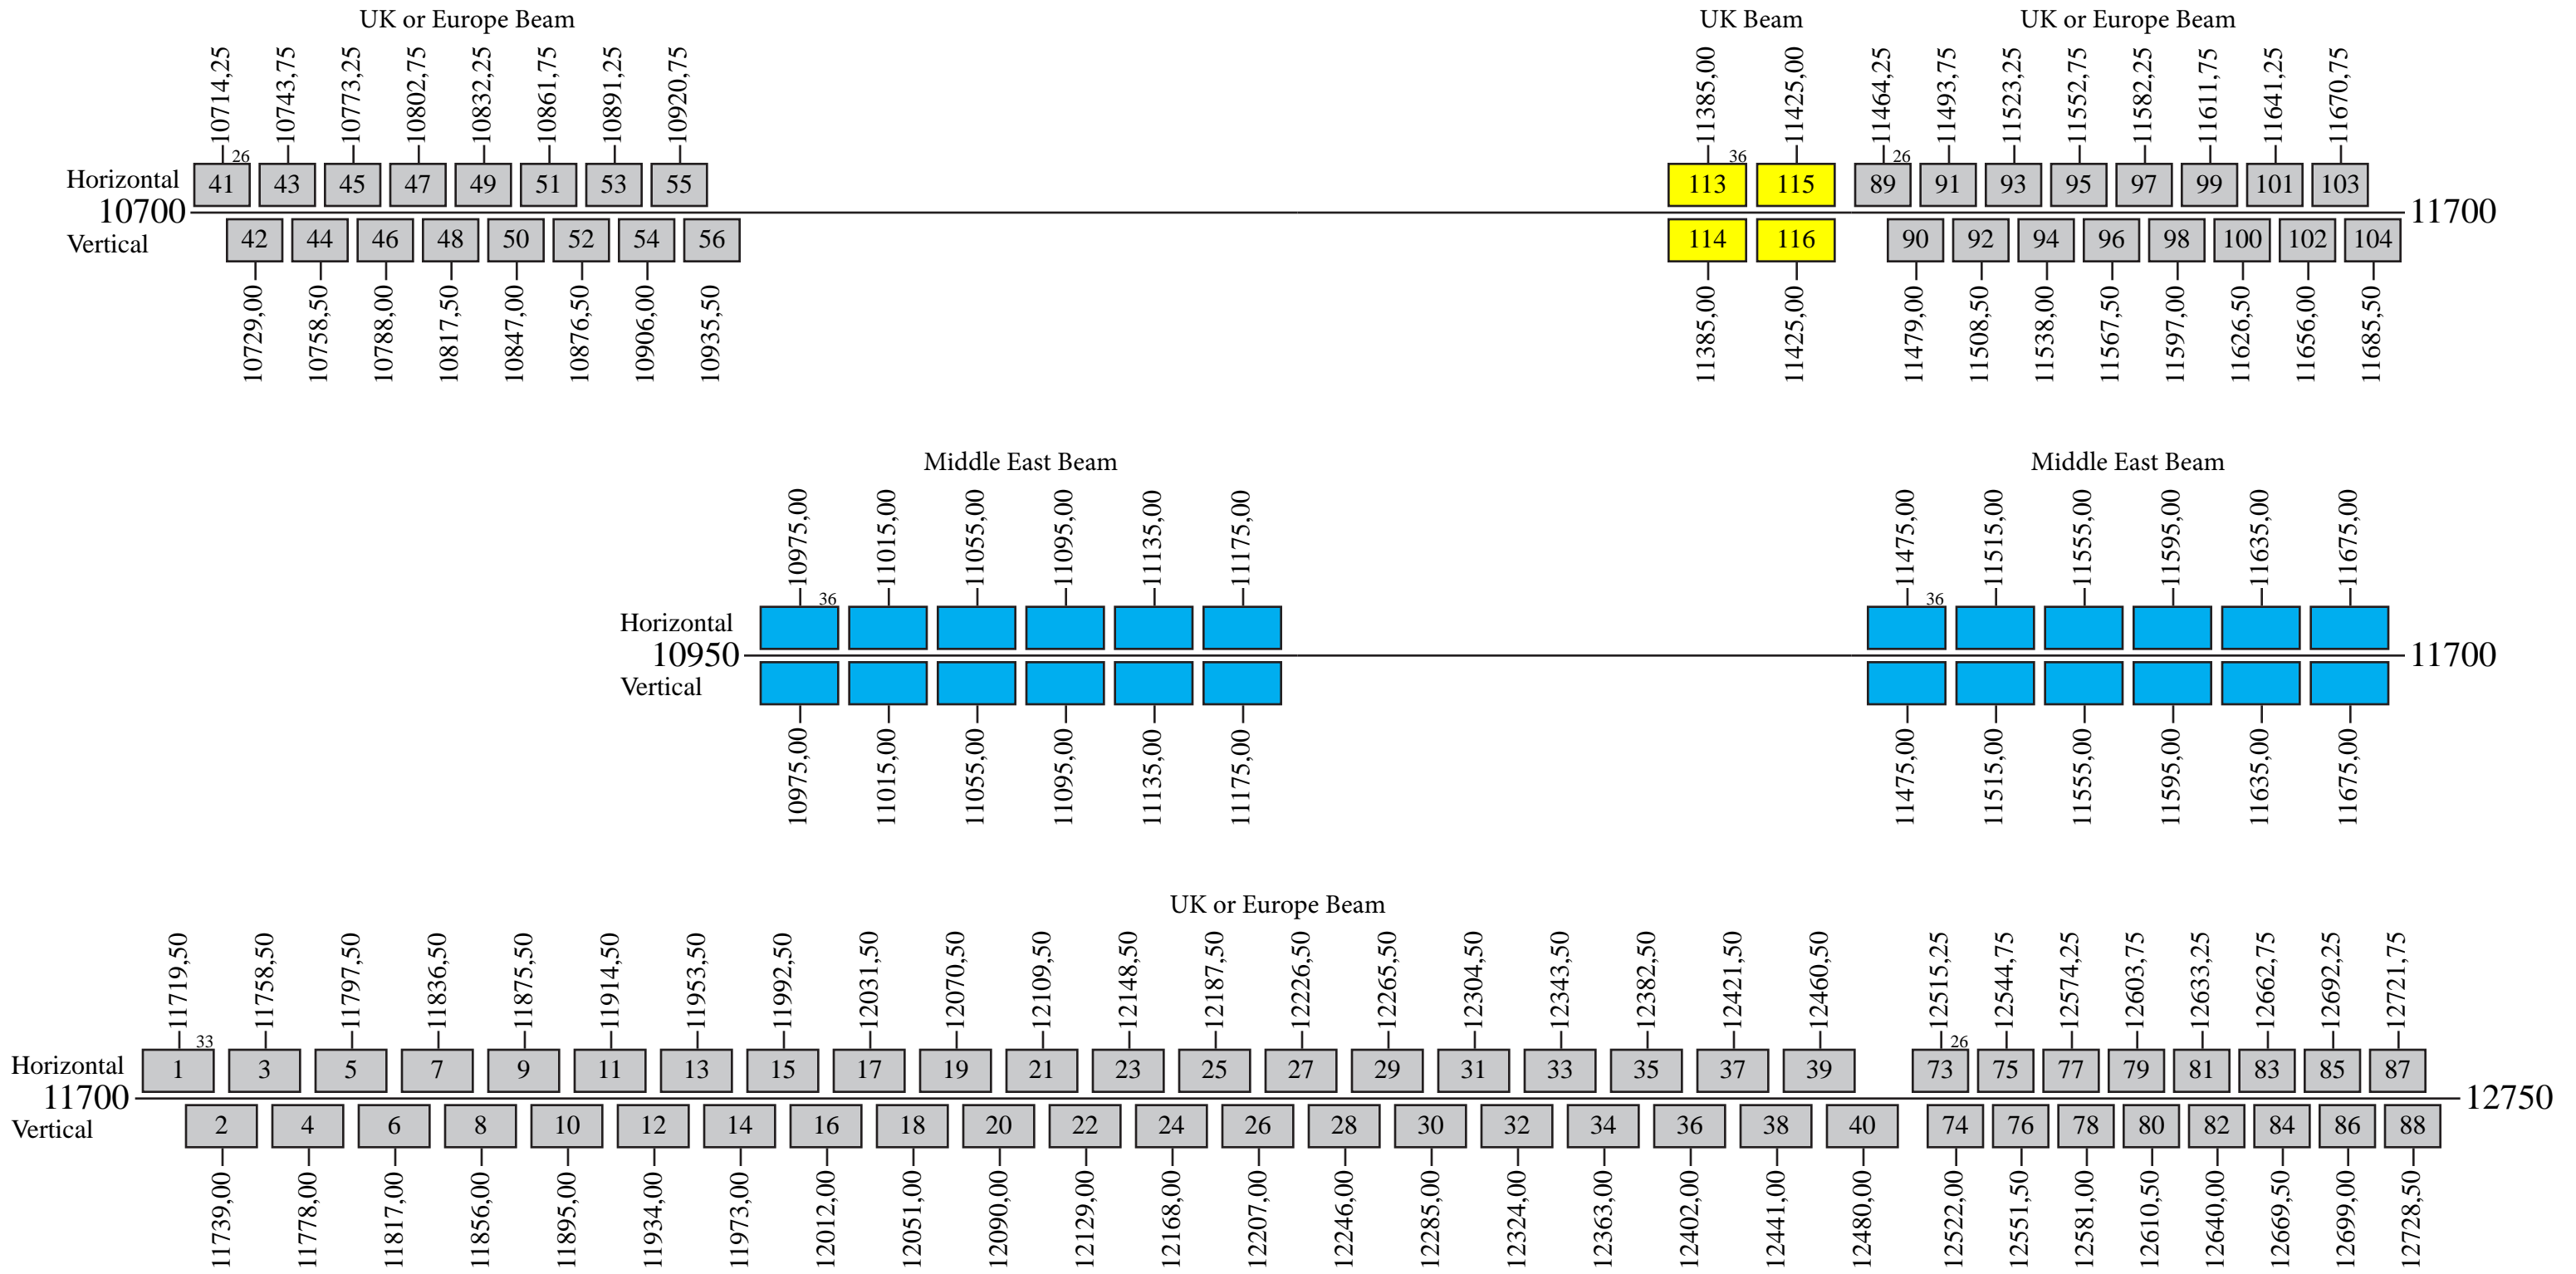 UK or Europe Beam UK Beam UK or Europe Beam
10714,25 10743,75 10773,25 10802,75 10832,25 10861,75 10891,25 10920,75 11385,00 11425,00 11464,25 11493,75 11523,25 11552,75 11582,25 11611,75 11641,25 11670,75
26 36 26
Horizontal 41 43 45 47 49 51 53 55 113 115 89 91 93 95 97 99 101 103
10700 11700
Vertical 42 44 46 48 50 52 54 56 114 116 90 92 94 96 98 100 102 104
10729,00 10758,50 10788,00 10817,50 10847,00 10876,50 10906,00 10935,50 11385,00 11425,00 11479,00 11508,50 11538,00 11567,50 11597,00 11626,50 11656,00 11685,50
Middle East Beam Middle East Beam
10975,00 11015,00 11055,00 11095,00 11135,00 11175,00 11475,00 11515,00 11555,00 11595,00 11635,00 11675,00
36 36
Horizontal
10950 11700
Vertical
10975,00 11015,00 11055,00 11095,00 11135,00 11175,00 11475,00 11515,00 11555,00 11595,00 11635,00 11675,00
UK or Europe Beam
11719,50 11758,50 11797,50 11836,50 11875,50 11914,50 11953,50 11992,50 12031,50 12070,50 12109,50 12148,50 12187,50 12226,50 12265,50 12304,50 12343,50 12382,50 12421,50 12460,50 12515,25 12544,75 12574,25 12603,75 12633,25 12662,75 12692,25 12721,75
33 26
Horizontal 1 3 5 7 9 11 13 15 17 19 21 23 25 27 29 31 33 35 37 39 73 75 77 79 81 83 85 87
11700 12750
Vertical 2 4 6 8 10 12 14 16 18 20 22 24 26 28 30 32 34 36 38 40 74 76 78 80 82 84 86 88
11739,00 11778,00 11817,00 11856,00 11895,00 11934,00 11973,00 12012,00 12051,00 12090,00 12129,00 12168,00 12207,00 12246,00 12285,00 12324,00 12363,00 12402,00 12441,00 12480,00 12522,00 12551,50 12581,00 12610,50 12640,00 12669,50 12699,00 12728,50